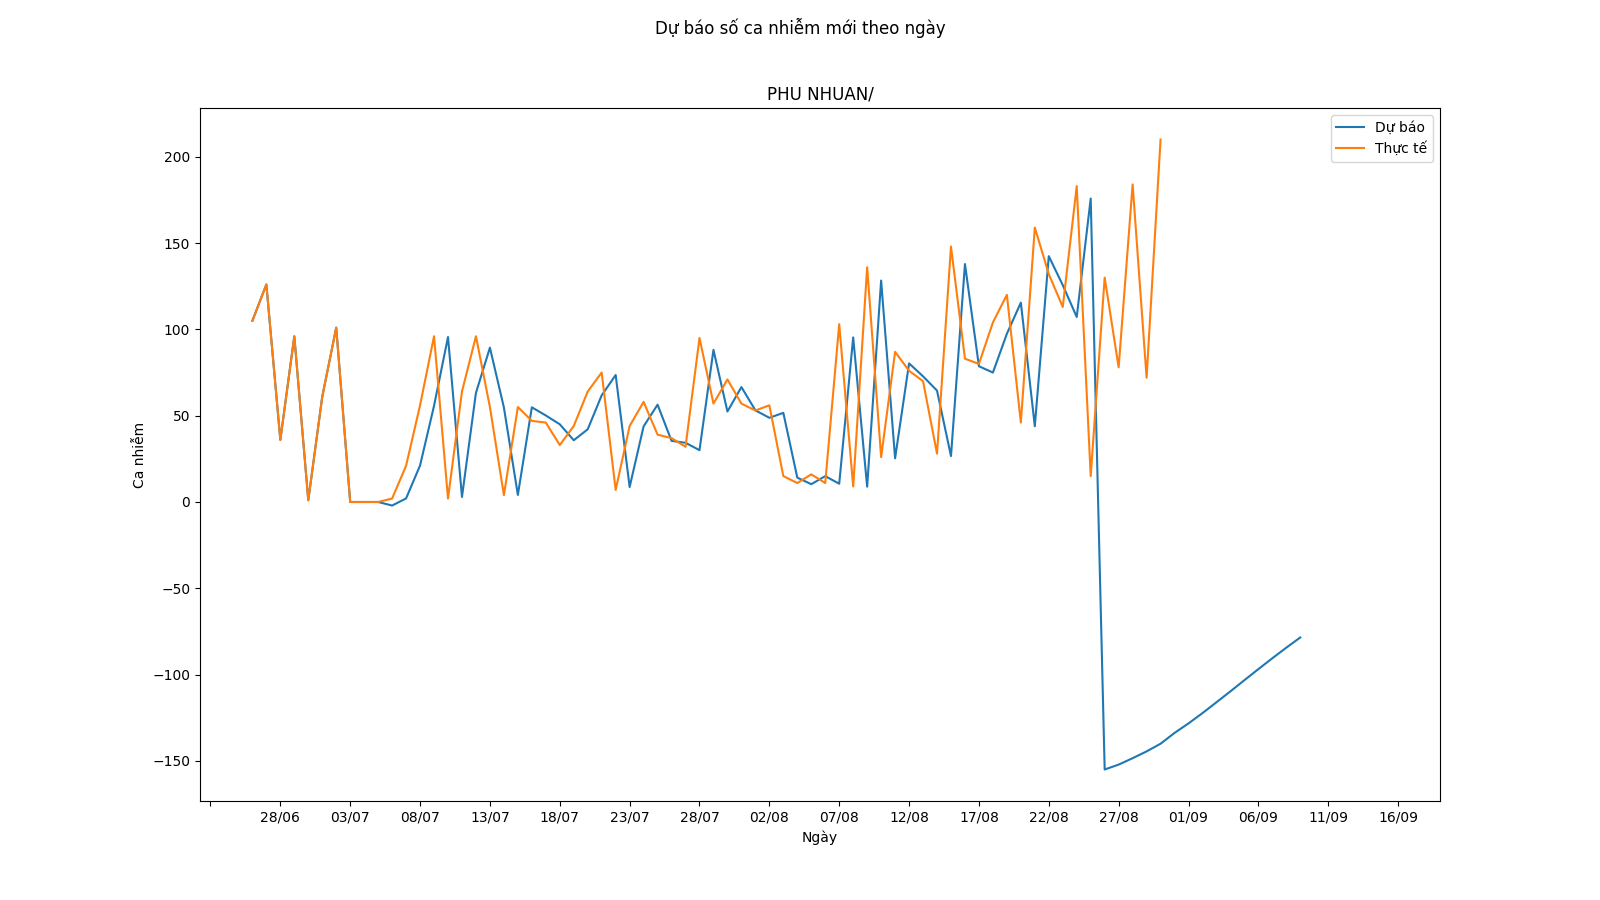 Dự báo số ca nhiễm mới theo ngày
PHU NHUAN/
Dự báo
Thực tế
200
150
100
50
0
−50
−100
−150
Ca nhiễm
28/06 03/07 08/07 13/07 18/07 23/07 28/07 02/08 07/08 12/08 17/08 22/08 27/08 01/09 06/09 11/09 16/09
Ngày